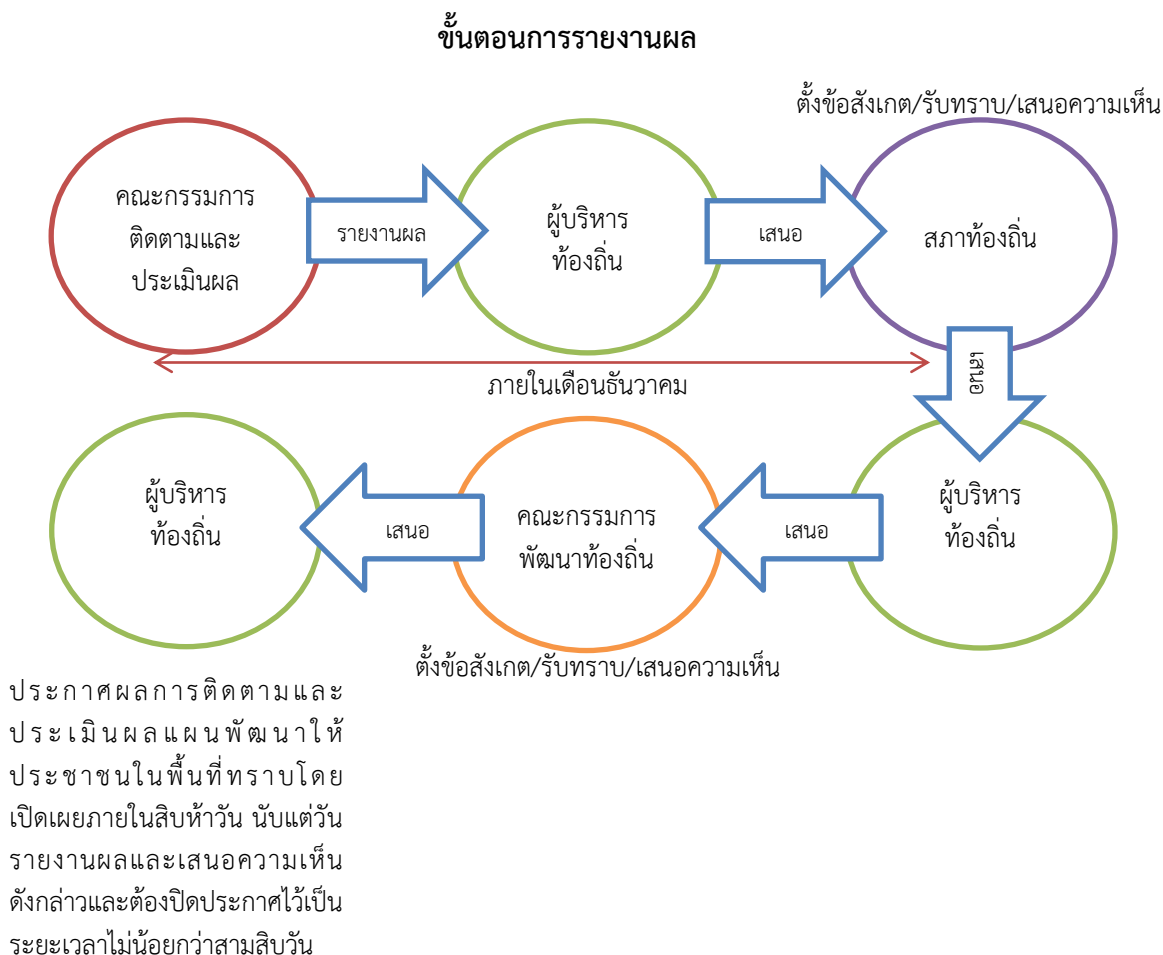 ขั้นตอนการรายงานผล
ตั้งข้อสังเกต/รับทราบ/เสนอความเห็น
คณะกรรมการ
ติดตามและ
ประเมินผล
รายงานผล
ผู้บริหาร
ท้องถิ่น
เสนอ
สภาท้องถิ่น
ภายในเดือนธันวาคม
เสนอ
ผู้บริหาร
ท้องถิ่น
เสนอ
คณะกรรมการ
พัฒนาท้องถิ่น
เสนอ
ผู้บริหาร
ท้องถิ่น
ตั้งข้อสังเกต/รับทราบ/เสนอความเห็น
ประกาศผลการติดตามและ
ประเมินผลแผนพัฒนาให้
ประชาชนในพื้นที่ทราบโดย
เปิดเผยภายในสิบห้าวัน นับแต่วัน
รายงานผลและเสนอความเห็น
ดังกล่าวและต้องปิดประกาศไว้เป็น
ระยะเวลาไม่น้อยกว่าสามสิบวัน